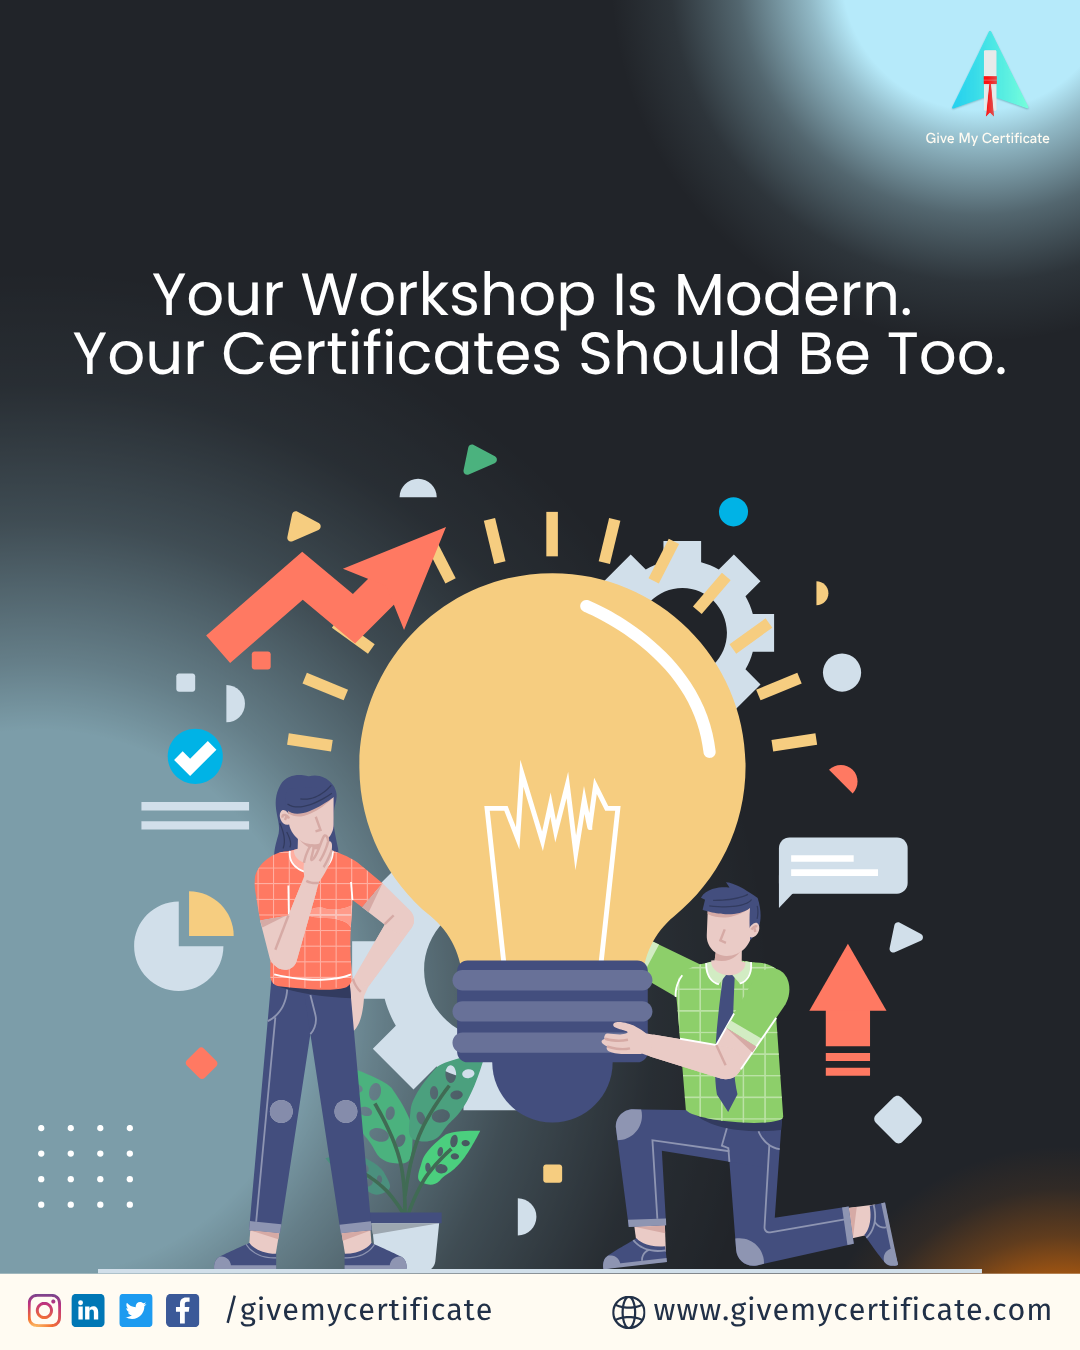 Give My Certificate
Your Workshop Is Modern.
Your Certificates Should Be Too.
/givemycertificate
www.givemycertificate.com